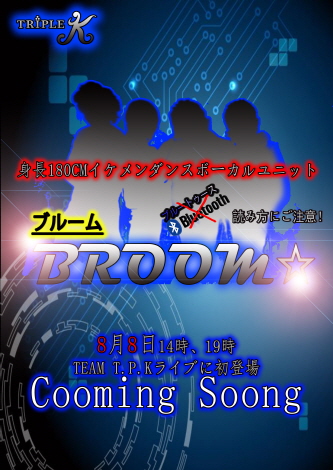 TRiPLE K
身長180CMイケメンダンスボーカルユニット
ブルートゥース
Bluetooth
読み方にご注意!
ブルーム
BROOM☆
8月8日14時、19時
TEAM T.P.Kライブに初登場
Cooming Soong